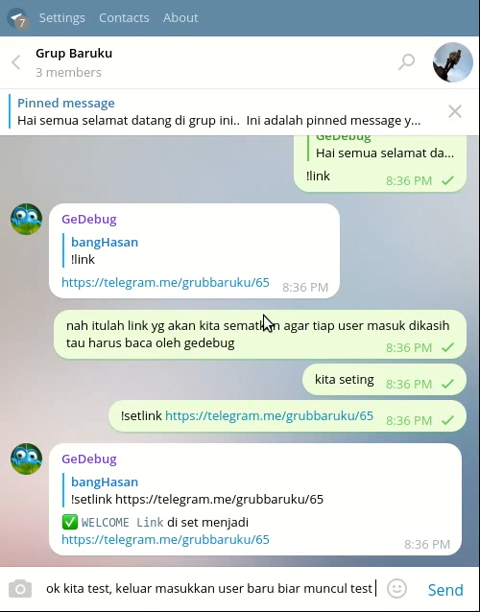 7 Settings Contacts About
Grup Baruku
3 members
Pinned message
Hai semua selamat datang di grup ini..  Ini adalah pinned message y...
GeDebug
Hai semua selamat da...
!link
8:36 PM
GeDebug
bangHasan
!link
https://telegram.me/grubbaruku/65
8:36 PM
nah itulah link yg akan kita sematkan agar tiap user masuk dikasih
tau harus baca oleh gedebug
8:36 PM
kita seting
8:36 PM
!setlink https://telegram.me/grubbaruku/65
8:36 PM
GeDebug
bangHasan
!setlink https://telegram.me/grubbaruku/65
✅ WELCOME Link di set menjadi
https://telegram.me/grubbaruku/65
8:36 PM
ok kita test, keluar masukkan user baru biar muncul test
Send